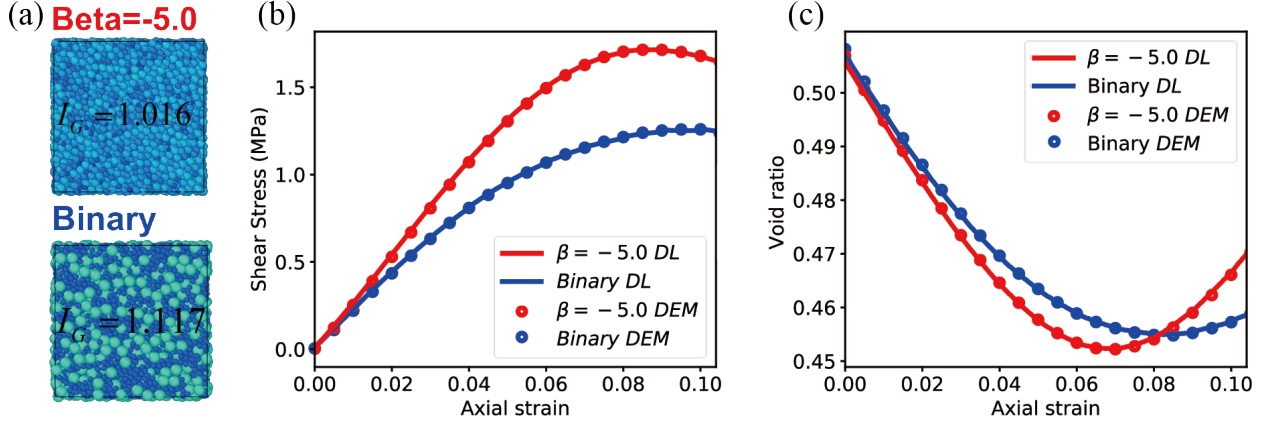 (a)
Beta=-5.0
I_G = 1.016
Binary
I_G = 1.117
(b)
Shear Stress (MPa)
1.5
1.0
0.5
0.0
β = −5.0 DL
Binary DL
β = −5.0 DEM
Binary DEM
0.00 0.02 0.04 0.06 0.08 0.10
Axial strain
(c)
Void ratio
0.50
0.49
0.48
0.47
0.46
0.45
β = −5.0 DL
Binary DL
β = −5.0 DEM
Binary DEM
0.00 0.02 0.04 0.06 0.08 0.10
Axial strain